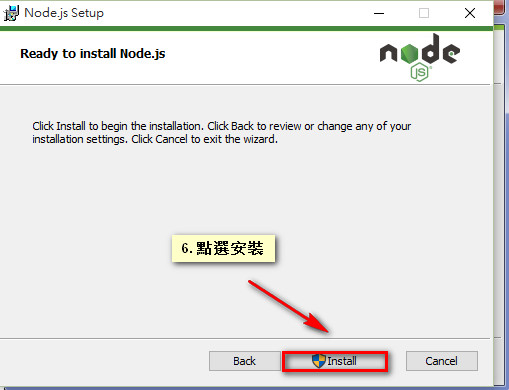 Node.js Setup
Ready to install Node.js
node
JS
Click Install to begin the installation. Click Back to review or change any of your
installation settings. Click Cancel to exit the wizard.
6.點選安裝
Back
Install
Cancel